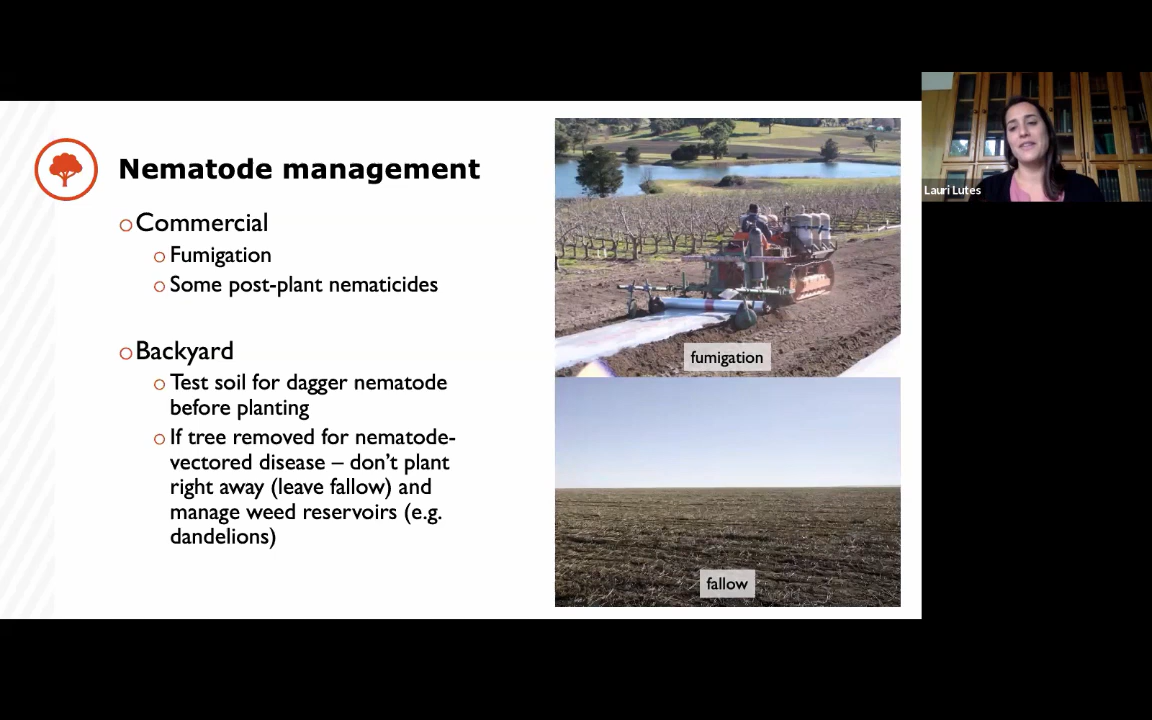 Nematode management
Commercial
Fumigation
Some post-plant nematicides
Backyard
Test soil for dagger nematode
before planting
If tree removed for nematode-
vectored disease – don't plant
right away (leave fallow) and
manage weed reservoirs (e.g.
dandelions)
fumigation
fallow
Lauri Lutes